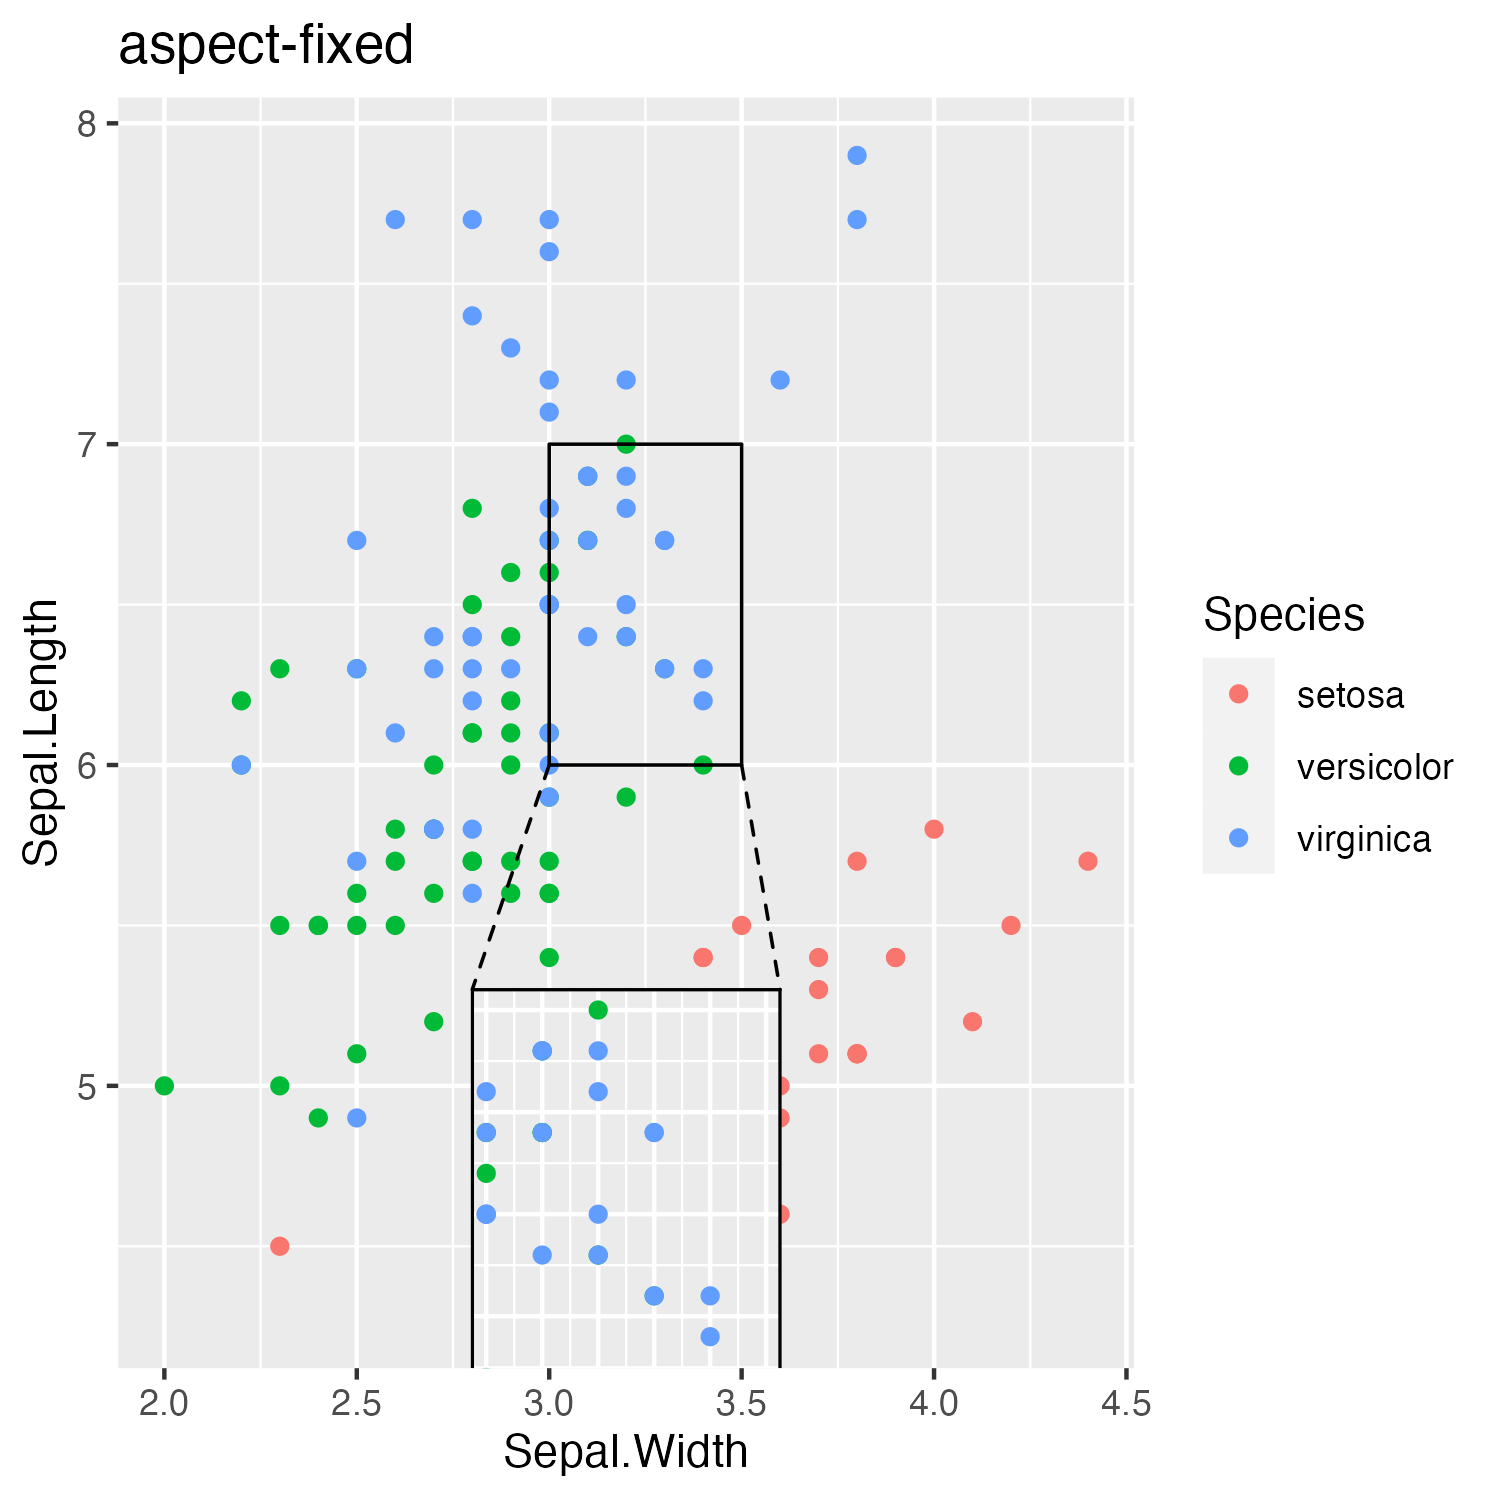 aspect-fixed
8
7
6
5
Sepal.Length
2.0 2.5 3.0 3.5 4.0 4.5
Sepal.Width
Species
setosa
versicolor
virginica